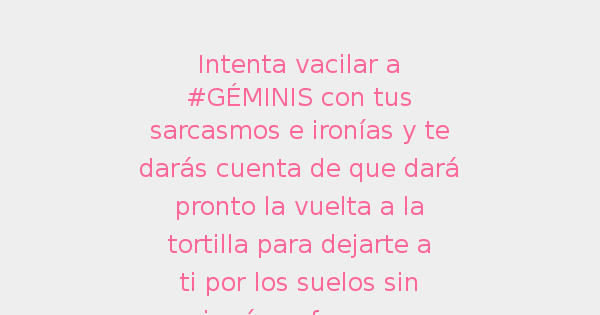 Intenta vacilar a
#GÉMINIS con tus
sarcasmos e ironías y te
darás cuenta de que dará
pronto la vuelta a la
tortilla para dejarte a
ti por los suelos sin